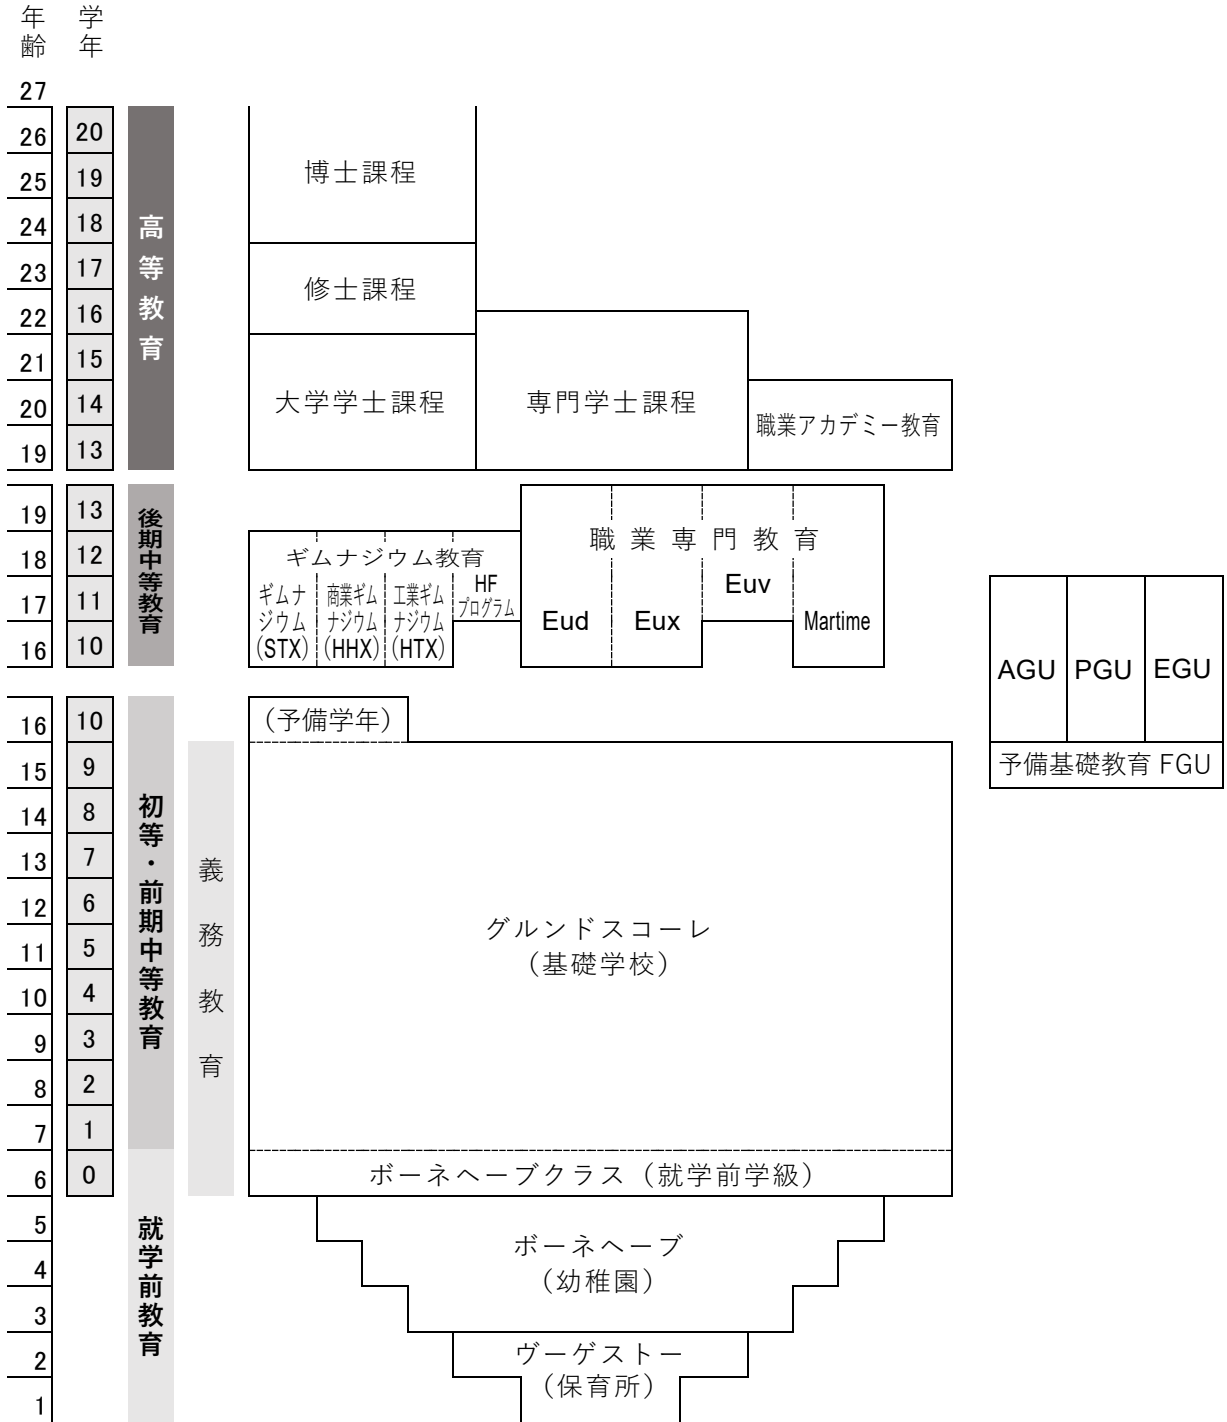 年齢
学年
27
26
25
24
23
22
21
20
19
20
19
18
17
16
15
14
13
高等教育
博士課程
修士課程
大学学士課程
専門学士課程
職業アカデミー教育
19
18
17
16
13
12
11
10
後期中等教育
ギムナジウム教育
ギムナ
ジウム
(STX)
商業ギム
ナジウム
(HHX)
工業ギム
ナジウム
(HTX)
HF
プログラム
職業専門教育
Eud
Eux
Euv
Martime
AGU
PGU
EGU
予備基礎教育 FGU
16
15
14
13
12
11
10
9
8
7
6
5
4
3
2
1
10
9
8
7
6
5
4
3
2
1
0
初等・前期中等教育
就学前教育
義務教育
（予備学年）
グルンドスコーレ
（基礎学校）
ボーネヘーブクラス（就学前学級）
ボーネヘーブ
（幼稚園）
ヴーゲストー
（保育所）